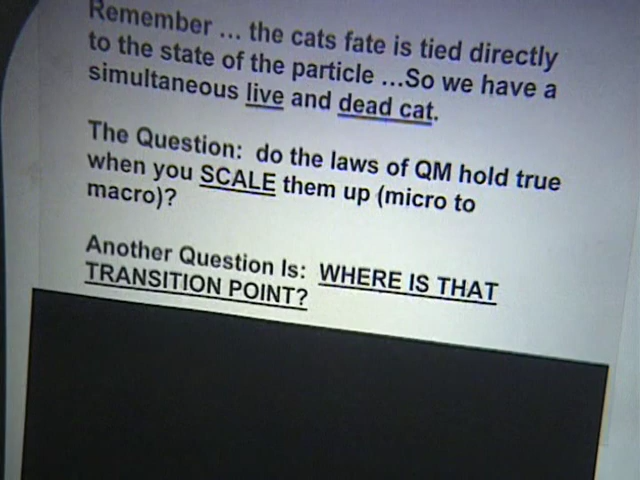 Remember ... the cats fate is tied directly
to the state of the particle ...So we have a
simultaneous live and dead cat.
The Question: do the laws of QM hold true
when you SCALE them up (micro to
macro)?
Another Question Is: WHERE IS THAT
TRANSITION POINT?